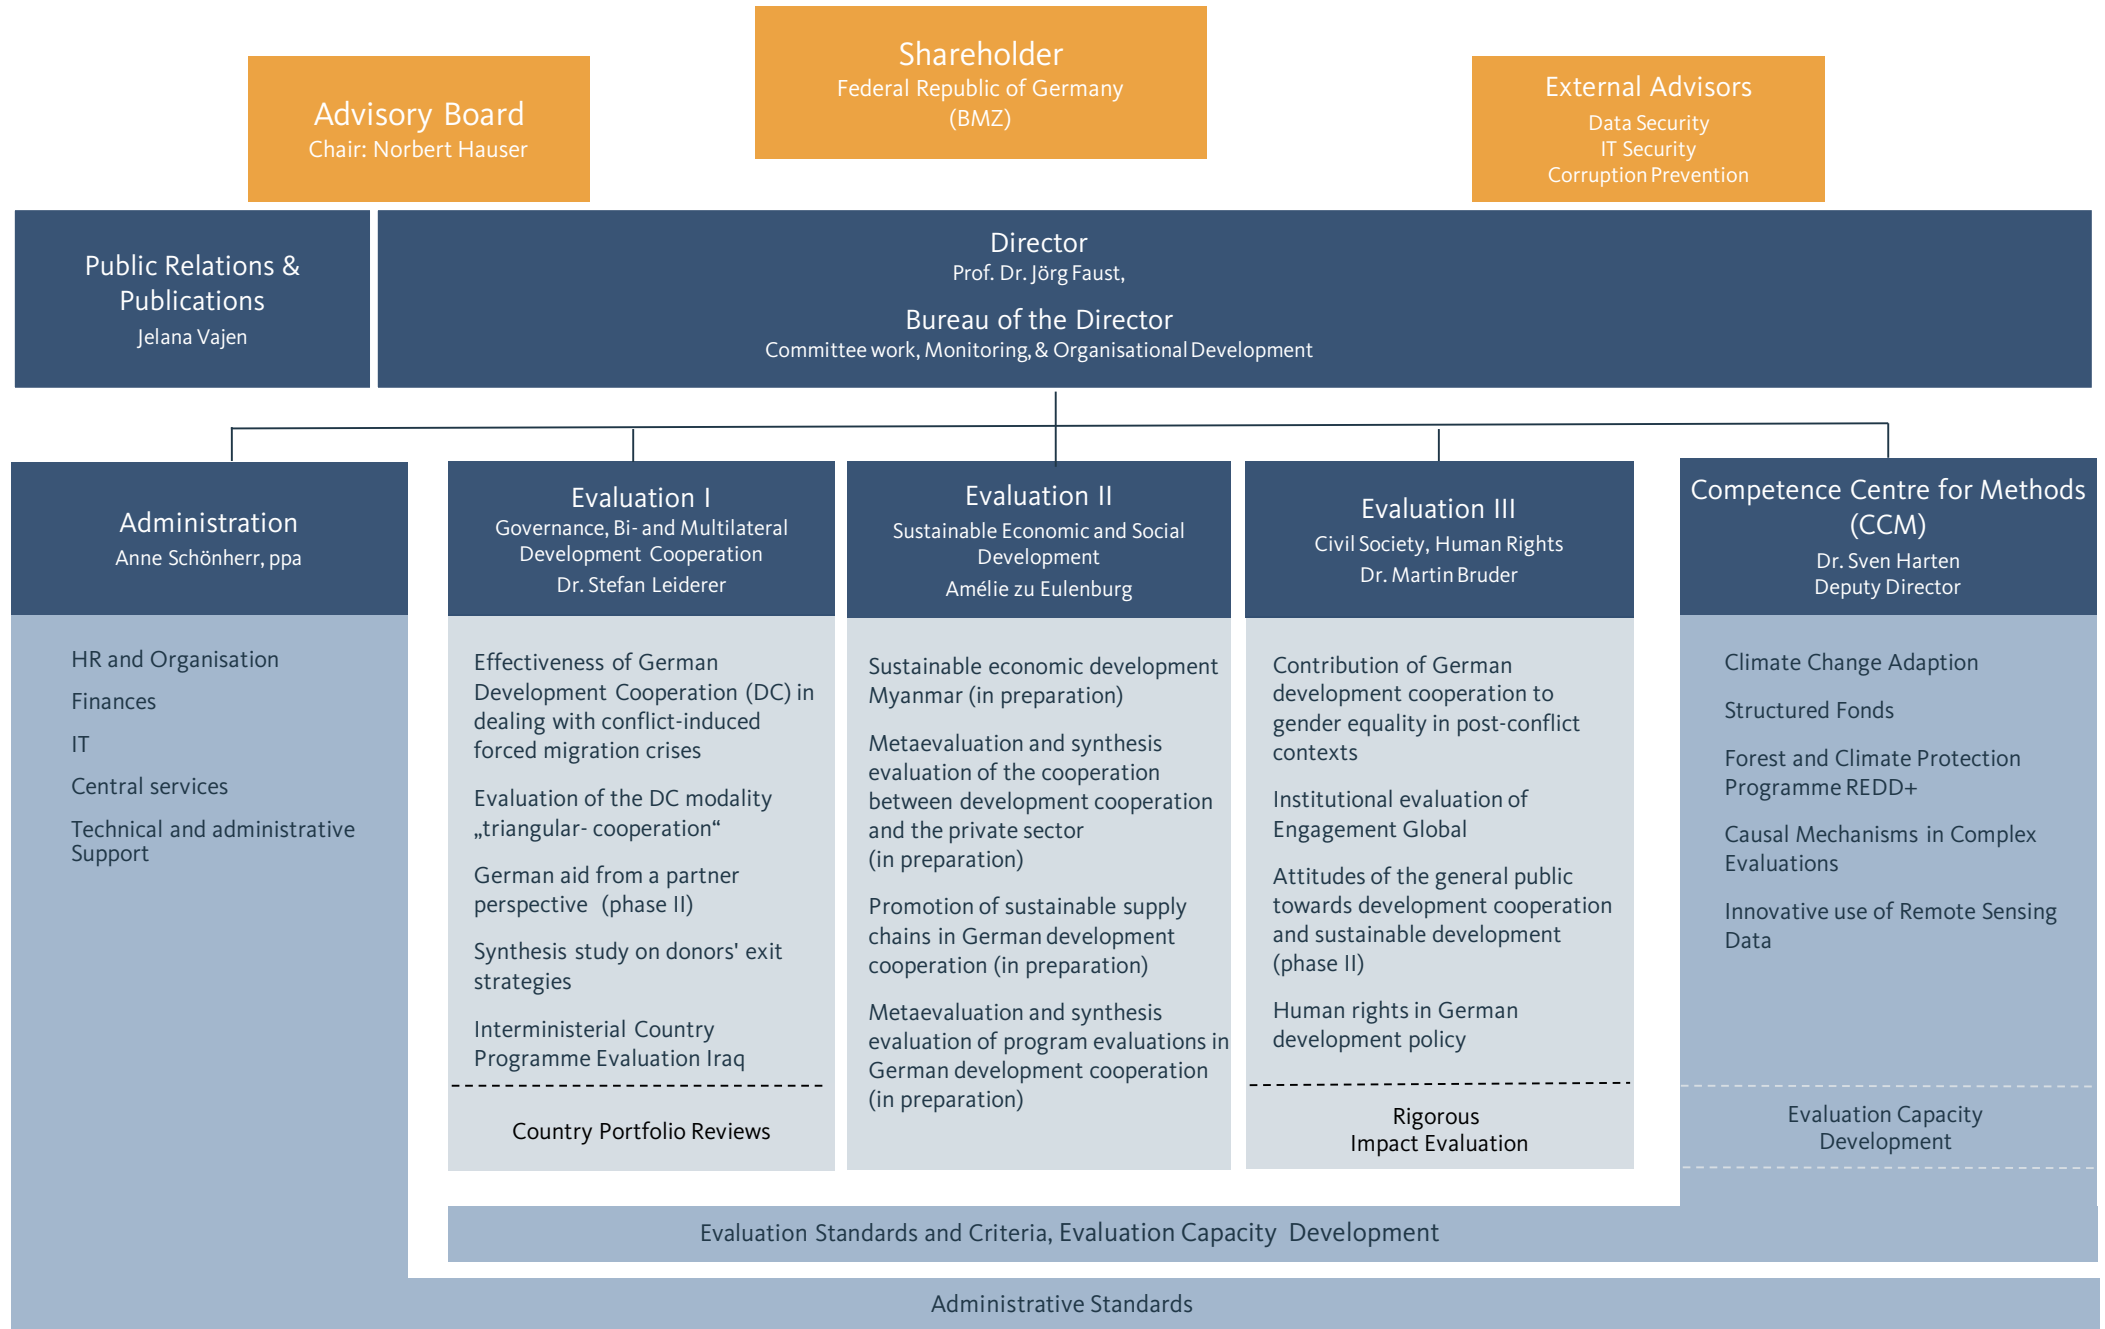 Shareholder
Federal Republic of Germany
(BMZ)
Advisory Board
Chair: Norbert Hauser
External Advisors
Data Security
IT Security
Corruption Prevention
Public Relations &
Publications
Jelana Vajen
Director
Prof. Dr. Jörg Faust,
Bureau of the Director
Committee work, Monitoring, & Organisational Development
Administration
Anne Schönherr, ppa
HR and Organisation
Finances
IT
Central services
Technical and administrative
Support
Evaluation I
Governance, Bi- and Multilateral
Development Cooperation
Dr. Stefan Leiderer
Effectiveness of German
Development Cooperation (DC) in
dealing with conflict-induced
forced migration crises
Evaluation of the DC modality
„triangular- cooperation“
German aid from a partner
perspective (phase II)
Synthesis study on donors' exit
strategies
Interministerial Country
Programme Evaluation Iraq
Country Portfolio Reviews
Evaluation II
Sustainable Economic and Social
Development
Amélie zu Eulenburg
Sustainable economic development
Myanmar (in preparation)
Metaevaluation and synthesis
evaluation of the cooperation
between development cooperation
and the private sector
(in preparation)
Promotion of sustainable supply
chains in German development
cooperation (in preparation)
Metaevaluation and synthesis
evaluation of program evaluations in
German development cooperation
(in preparation)
Evaluation III
Civil Society, Human Rights
Dr. Martin Bruder
Contribution of German
development cooperation to
gender equality in post-conflict
contexts
Institutional evaluation of
Engagement Global
Attitudes of the general public
towards development cooperation
and sustainable development
(phase II)
Human rights in German
development policy
Rigorous
Impact Evaluation
Competence Centre for Methods
(CCM)
Dr. Sven Harten
Deputy Director
Climate Change Adaption
Structured Fonds
Forest and Climate Protection
Programme REDD+
Causal Mechanisms in Complex
Evaluations
Innovative use of Remote Sensing
Data
Evaluation Capacity
Development
Evaluation Standards and Criteria, Evaluation Capacity Development
Administrative Standards